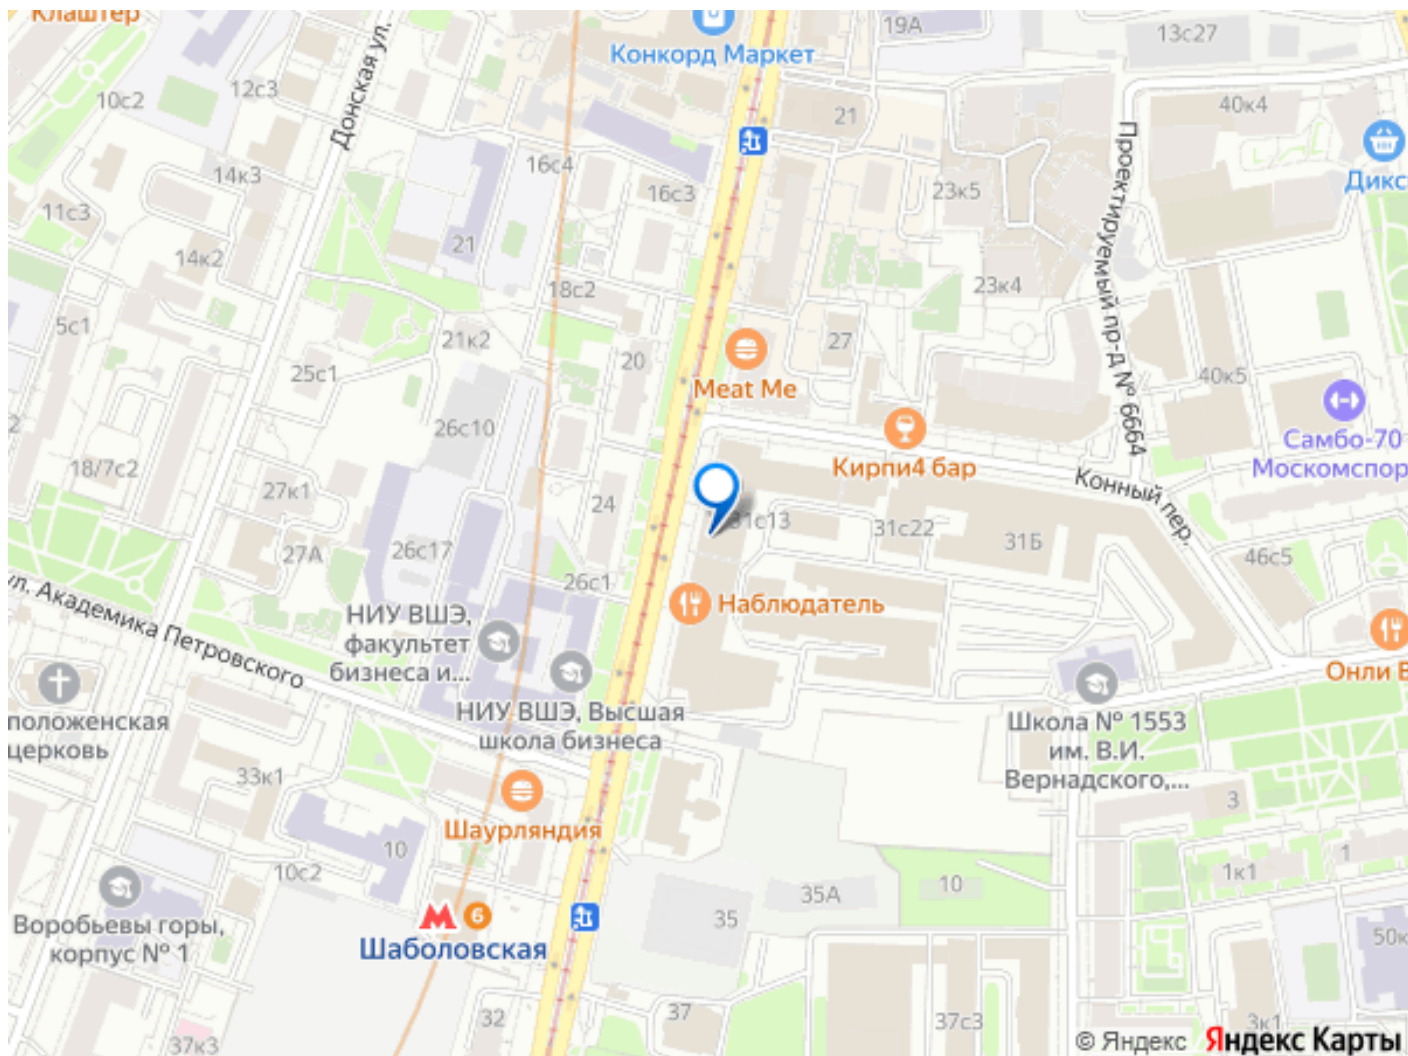 Клаштер
Конкорд Маркет
19А
13с27
12с3
10с2
Донская ул.
21
40к4
Проектируемый пр-д № 6664
14к3
16с4
16с3
23к5
11с3
21
14к2
18с2
23к4
5с1
21к2
20
27
25с1
Meat Me
40к5
26с10
Самбо-70
Москомспор
18/7с2
Кирпи4 бар
Конный пер.
27к1
24
31с13
31с22
31Б
27А
26с17
26с1
46с5
ул. Академика Петровского
НИУ ВШЭ,
факультет
бизнеса и...
Наблюдатель
НИУ ВШЭ, Высшая
школа бизнеса
Онли В
положенская
церковь
Школа № 1553
им. В.И.
Вернадского,...
33к1
3
Шаурляндия
10
10с2
1
1к1
35А
10
35
6
Шаболовская
Воробьевы горы,
корпус № 1
50к
32
37
37с3
3к1
37к3
© Яндекс Яндекс Карты